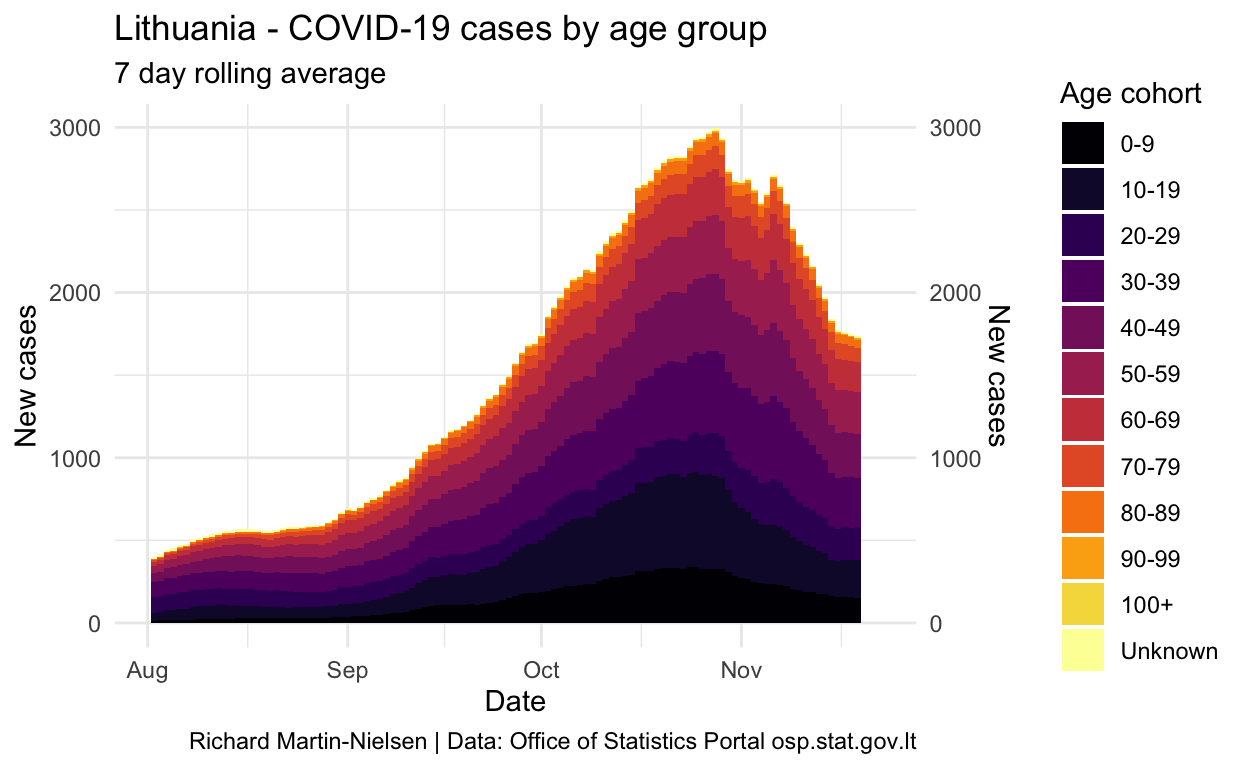 Lithuania - COVID-19 cases by age group
7 day rolling average
New cases
3000
2000
1000
0
3000
2000
1000
0
New cases
Aug
Sep
Oct
Nov
Date
Age cohort
0-9
10-19
20-29
30-39
40-49
50-59
60-69
70-79
80-89
90-99
100+
Unknown
Richard Martin-Nielsen | Data: Office of Statistics Portal osp.stat.gov.lt